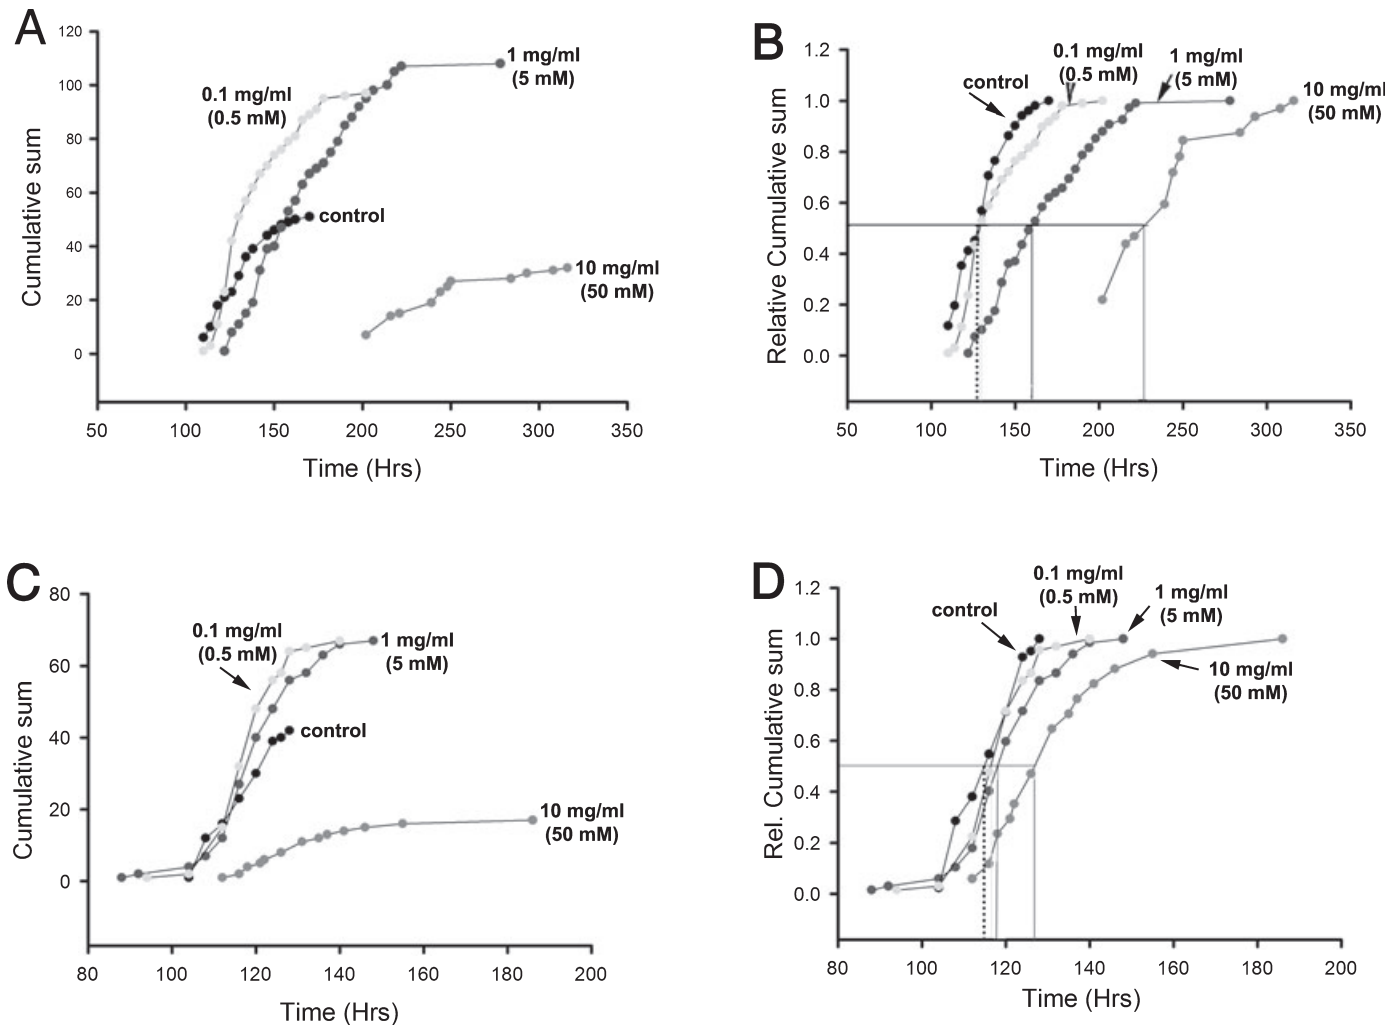 A
120
100
80
60
40
20
0
Cumulative sum
0.1 mg/ml
(0.5 mM)
1 mg/ml
(5 mM)
control
10 mg/ml
(50 mM)
50 100 150 200 250 300 350
Time (Hrs)
B
1.2
1.0
0.8
0.6
0.4
0.2
0.0
Relative Cumulative sum
control
0.1 mg/ml
(0.5 mM)
1 mg/ml
(5 mM)
10 mg/ml
(50 mM)
50 100 150 200 250 300 350
Time (Hrs)
C
80
60
40
20
0
Cumulative sum
0.1 mg/ml
(0.5 mM)
1 mg/ml
(5 mM)
control
10 mg/ml
(50 mM)
80 100 120 140 160 180 200
Time (Hrs)
D
1.2
1.0
0.8
0.6
0.4
0.2
0.0
Rel. Cumulative sum
control
0.1 mg/ml
(0.5 mM)
1 mg/ml
(5 mM)
10 mg/ml
(50 mM)
80 100 120 140 160 180 200
Time (Hrs)